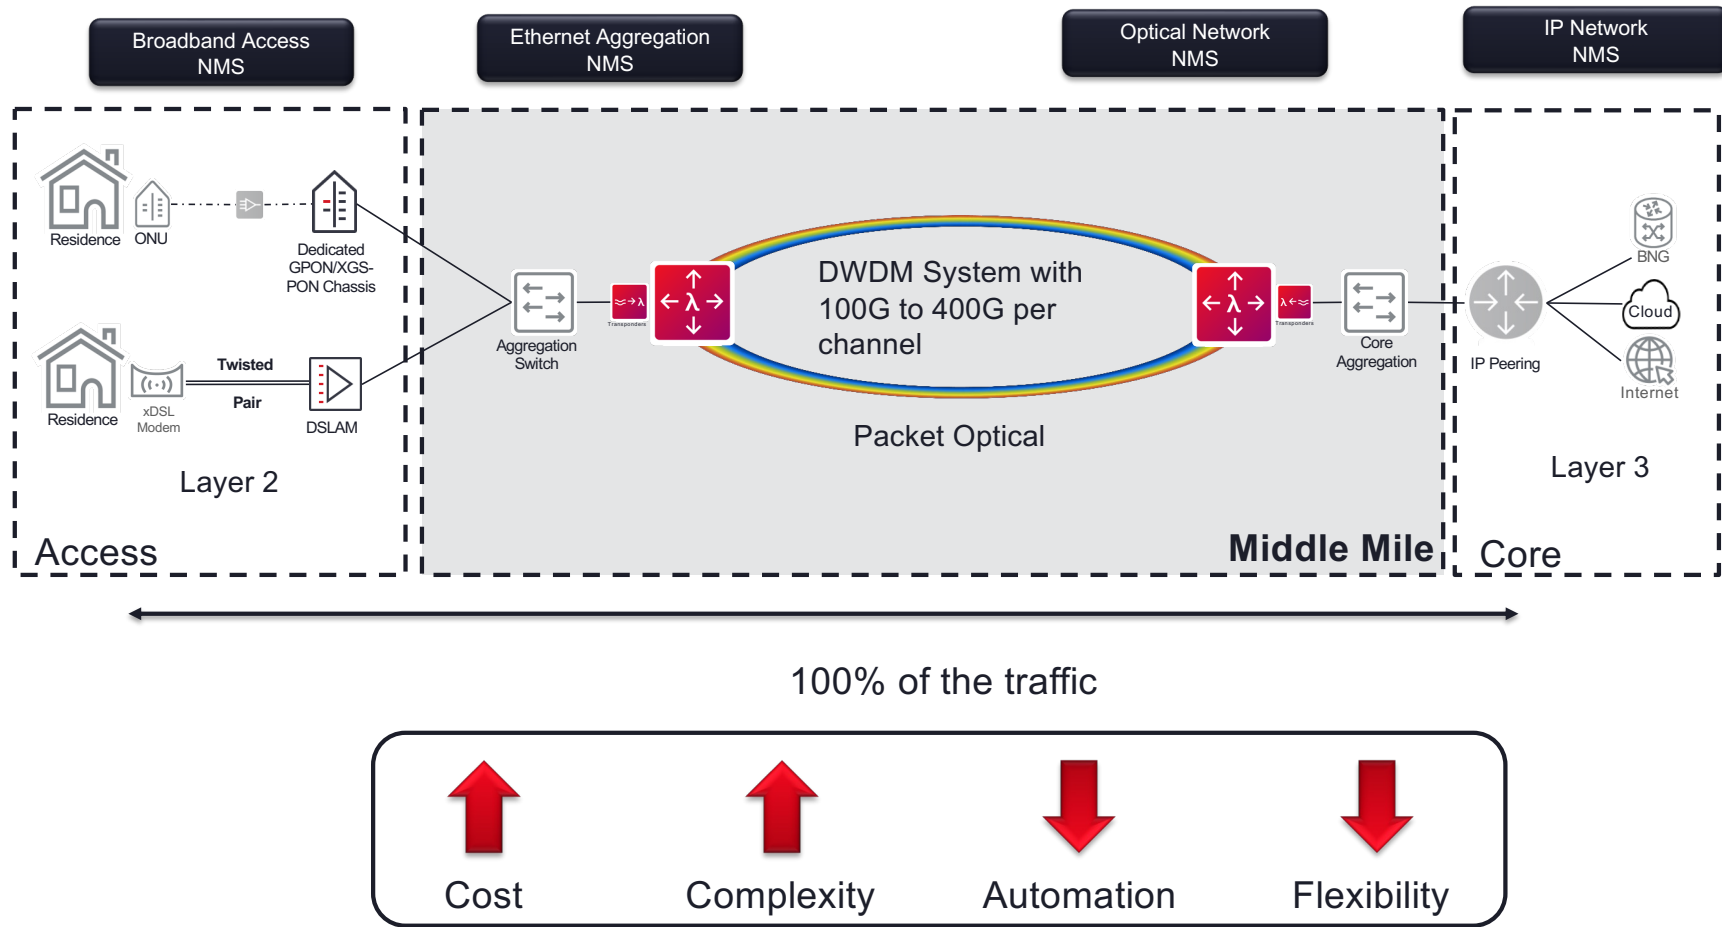 Broadband Access
NMS
Ethernet Aggregation
NMS
Optical Network
NMS
IP Network
NMS
Residence
ONU
Dedicated
GPON/XGS-
PON Chassis
Residence
xDSL
Modem
Twisted
Pair
DSLAM
Layer 2
Access
Aggregation
Switch
Transponders
λ
λ
DWDM System with
100G to 400G per
channel
Packet Optical
λ
λ
Transponders
Core
Aggregation
Middle Mile
IP Peering
BNG
Cloud
Internet
Layer 3
Core
100% of the traffic
Cost
Complexity
Automation
Flexibility